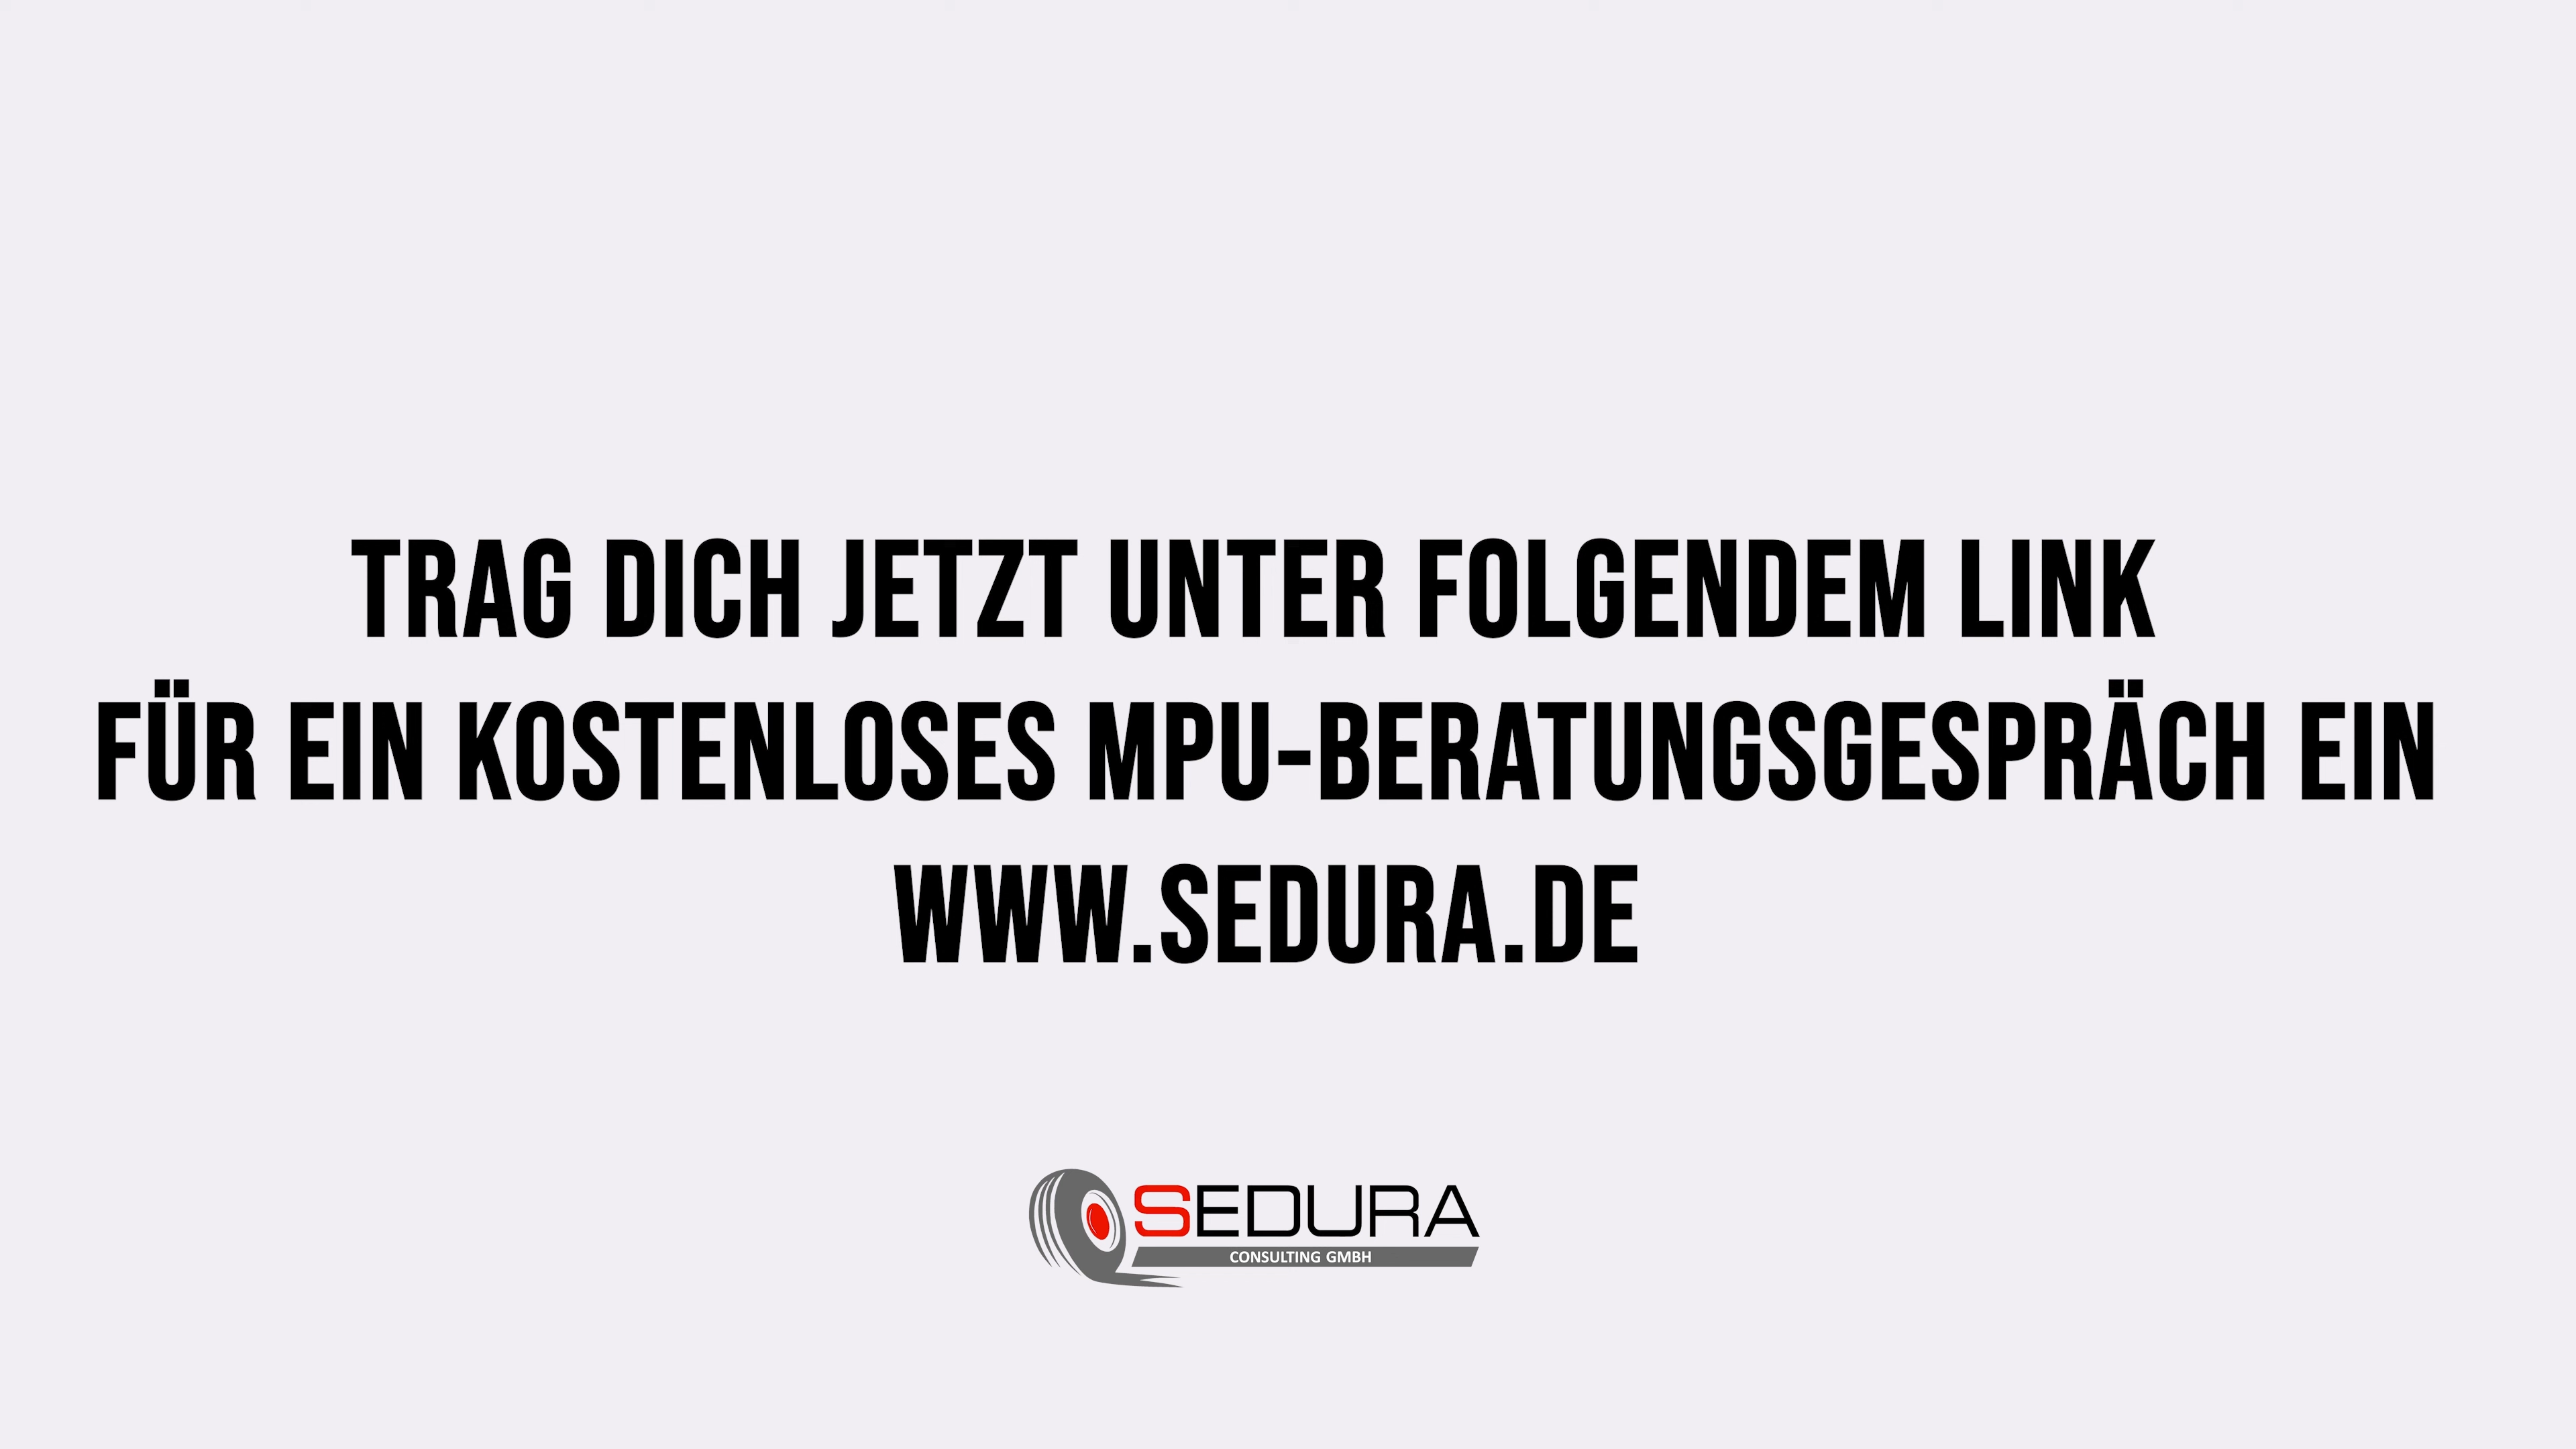 TRAG DICH JETZT UNTER FOLGENDEM LINK
FÜR EIN KOSTENLOSES MPU-BERATUNGSGESPRÄCH EIN
WWW.SEDURA.DE
SEDURA
CONSULTING GMBH